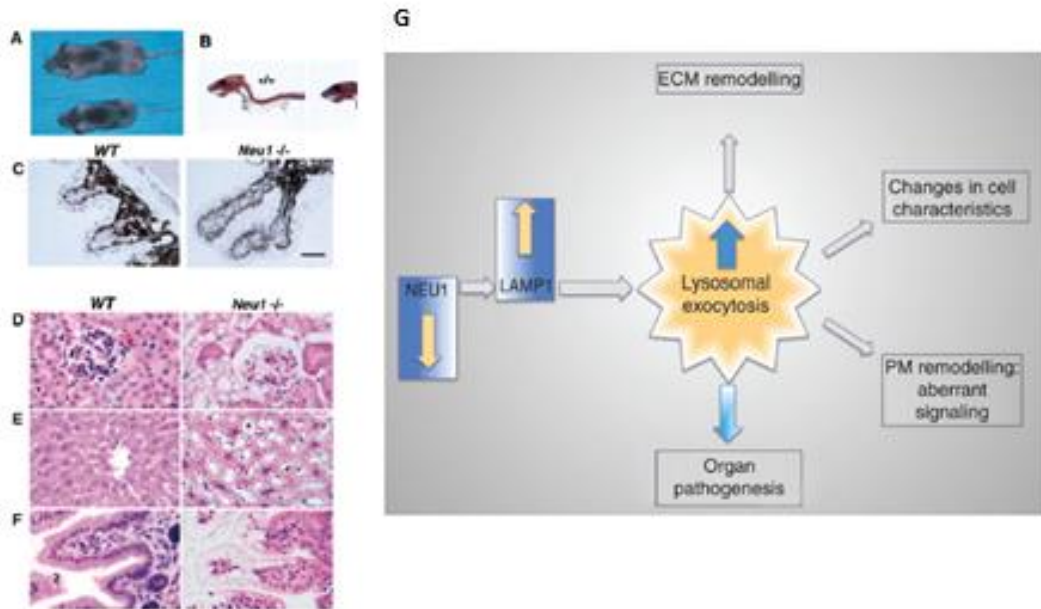 G
A
B
+/+
WT
Neu1 -/-
C
WT
Neu1 -/-
D
E
F
ECM remodelling
Changes in cell
characteristics
LAMP1
NEU1
Lysosomal
exocytosis
PM remodelling:
aberrant
signaling
Organ
pathogenesis